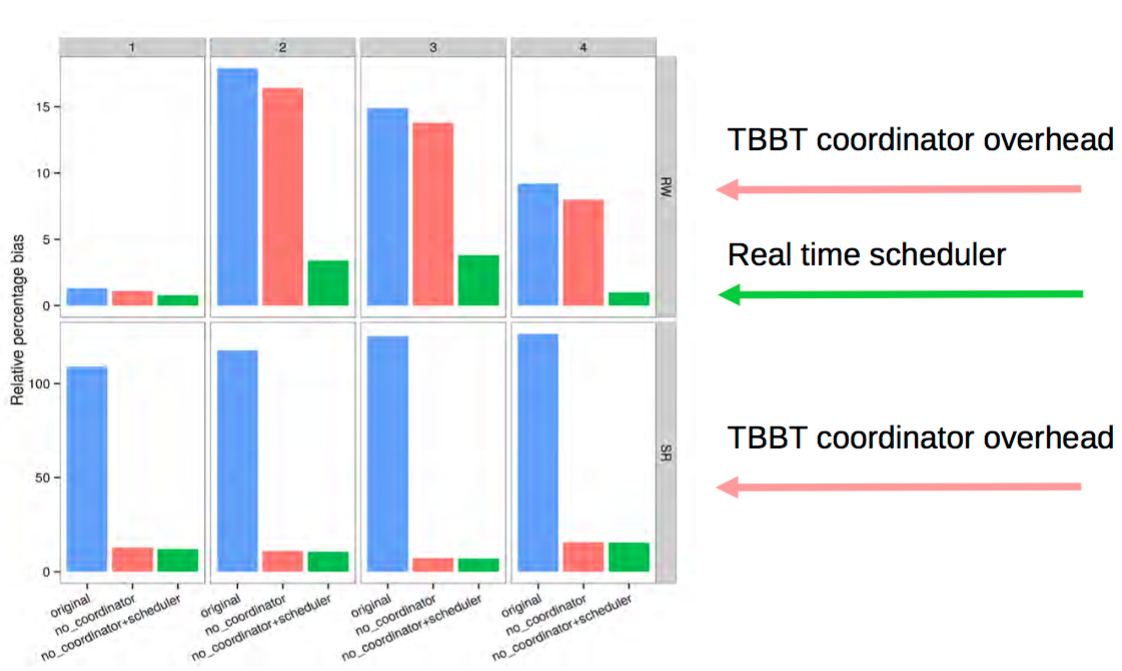 1 2 3 4
15
10
5
0
RW
100
50
0
SR
Relative percentage bias
original no_coordinator no_coordinator+scheduler
original no_coordinator no_coordinator+scheduler
original no_coordinator no_coordinator+scheduler
original no_coordinator no_coordinator+scheduler
TBBT coordinator overhead
Real time scheduler
TBBT coordinator overhead